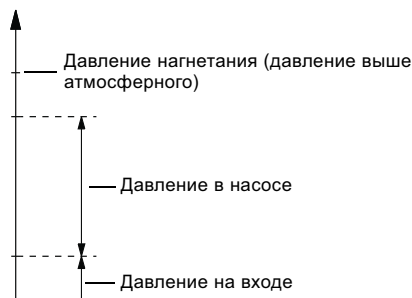 Давление нагнетания (давление выше
атмосферного)
Давление в насосе
Давление на входе